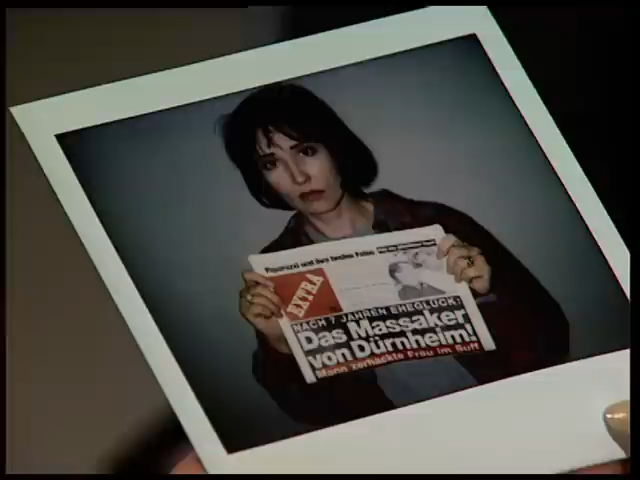 Paparazzi und ihre besten Fotos
EXTRA
NACH 7 JAHREN EHEGLÜCK:
Das Massaker
von Dürnheim!
Mann zerhackte Frau im Suff